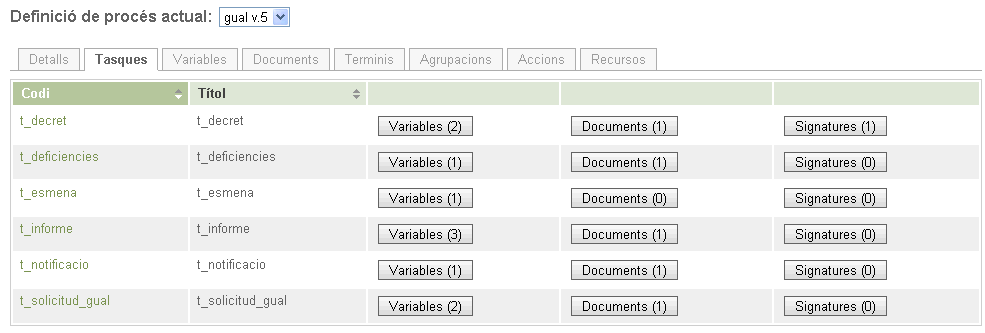 Definició de procés actual: gual v.5
Detalls Tasques Variables Documents Terminis Agrupacions Accions Recursos
Codi Títol
t_decret t_decret Variables (2) Documents (1) Signatures (1)
t_deficiencies t_deficiencies Variables (1) Documents (1) Signatures (0)
t_esmena t_esmena Variables (1) Documents (0) Signatures (0)
t_informe t_informe Variables (3) Documents (1) Signatures (0)
t_notificacio t_notificacio Variables (1) Documents (1) Signatures (0)
t_solicitud_gual t_solicitud_gual Variables (2) Documents (1) Signatures (0)